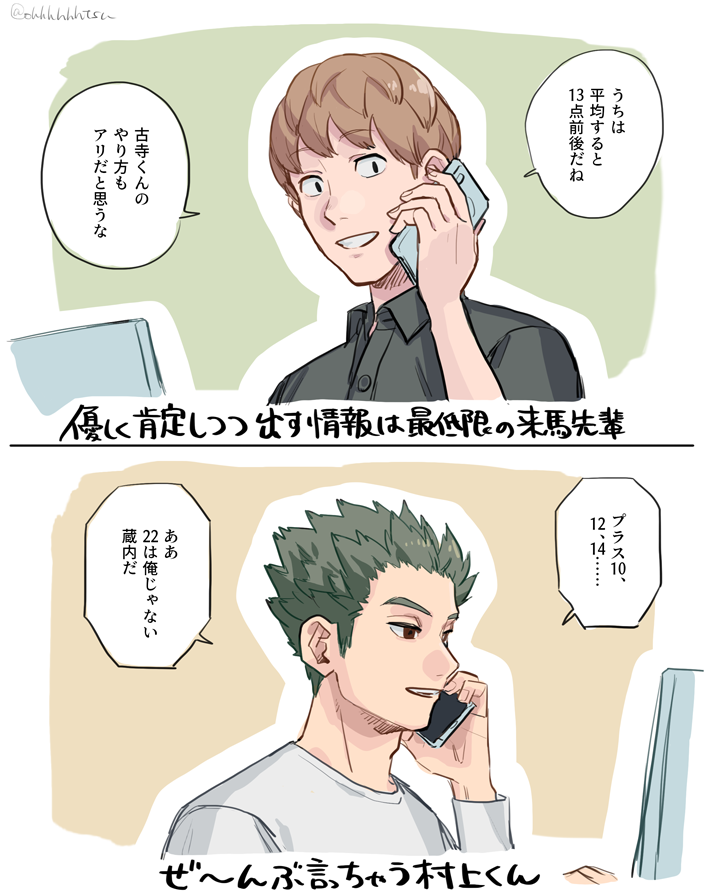 うちは
平均すると
13点前後だね
古寺くんの
やり方も
アリだと思うな
優しく肯定しつつ出す情報は最低限の来馬先輩
プラス10、
12、14……
ああ
22は俺じゃない
蔵内だ
ぜ〜んぶ言っちゃう村上くん